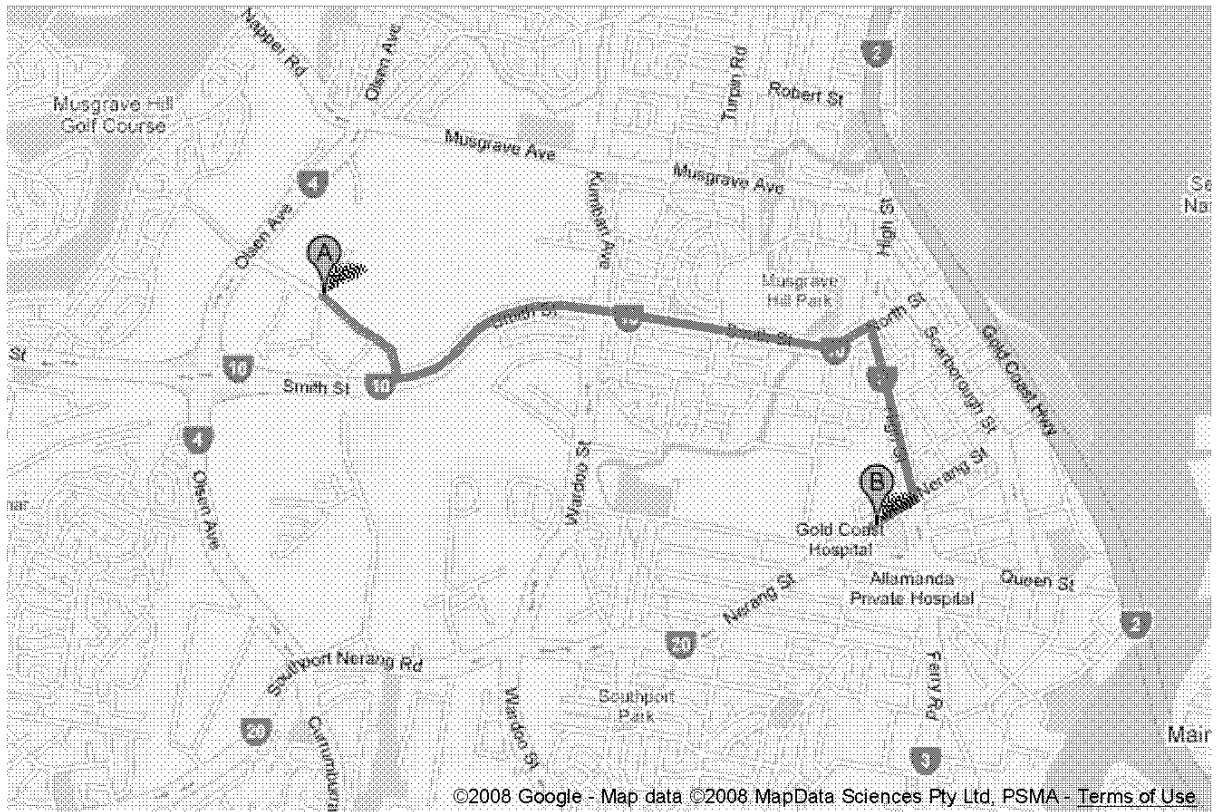 Napper Rd
Olsen Ave
Turpin Rd
2
Robert St
Musgrave Hill
Golf Course
Musgrave Ave
Musgrave Ave
4
Kumbari Ave
High St
Olsen Ave
A
Musgrave
Hill Park
Smith St
10
North St
Smith St
10
Scarborough St
Gold Coast Hwy
St
10
Smith St
10
3
4
High St
Nerang St
Olsen Ave
Wardoo St
B
Gold Coast
Hospital
Allamanda
Private Hospital
Queen St
Nerang St
2
20
Southport Nerang Rd
Ferry Rd
Southport
Park
Wardoo St
20
Currumburra
Main
3
©2008 Google - Map data ©2008 MapData Sciences Pty Ltd, PSMA - Terms of Use